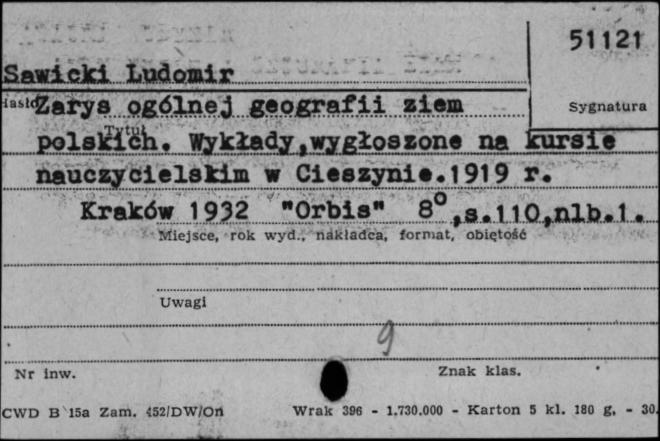 51121
Sawicki Ludomir
Hasło
Sygnatura
Zarys ogólnej geografii ziem
Tytuł
polskich. Wykłady,wygłoszone na kursie
nauczycielskim w Cieszynie.1919 r.
Kraków 1932 "Orbis" 8°,s.110,nlb.1.
Miejsce, rok wyd., nakładca, format, objętość
Uwagi
9
Nr inw.
Znak klas.
CWD B 15a Zam. 452/DW/On Wrak 396 - 1.730.000 - Karton 5 kl. 180 g. - 30.